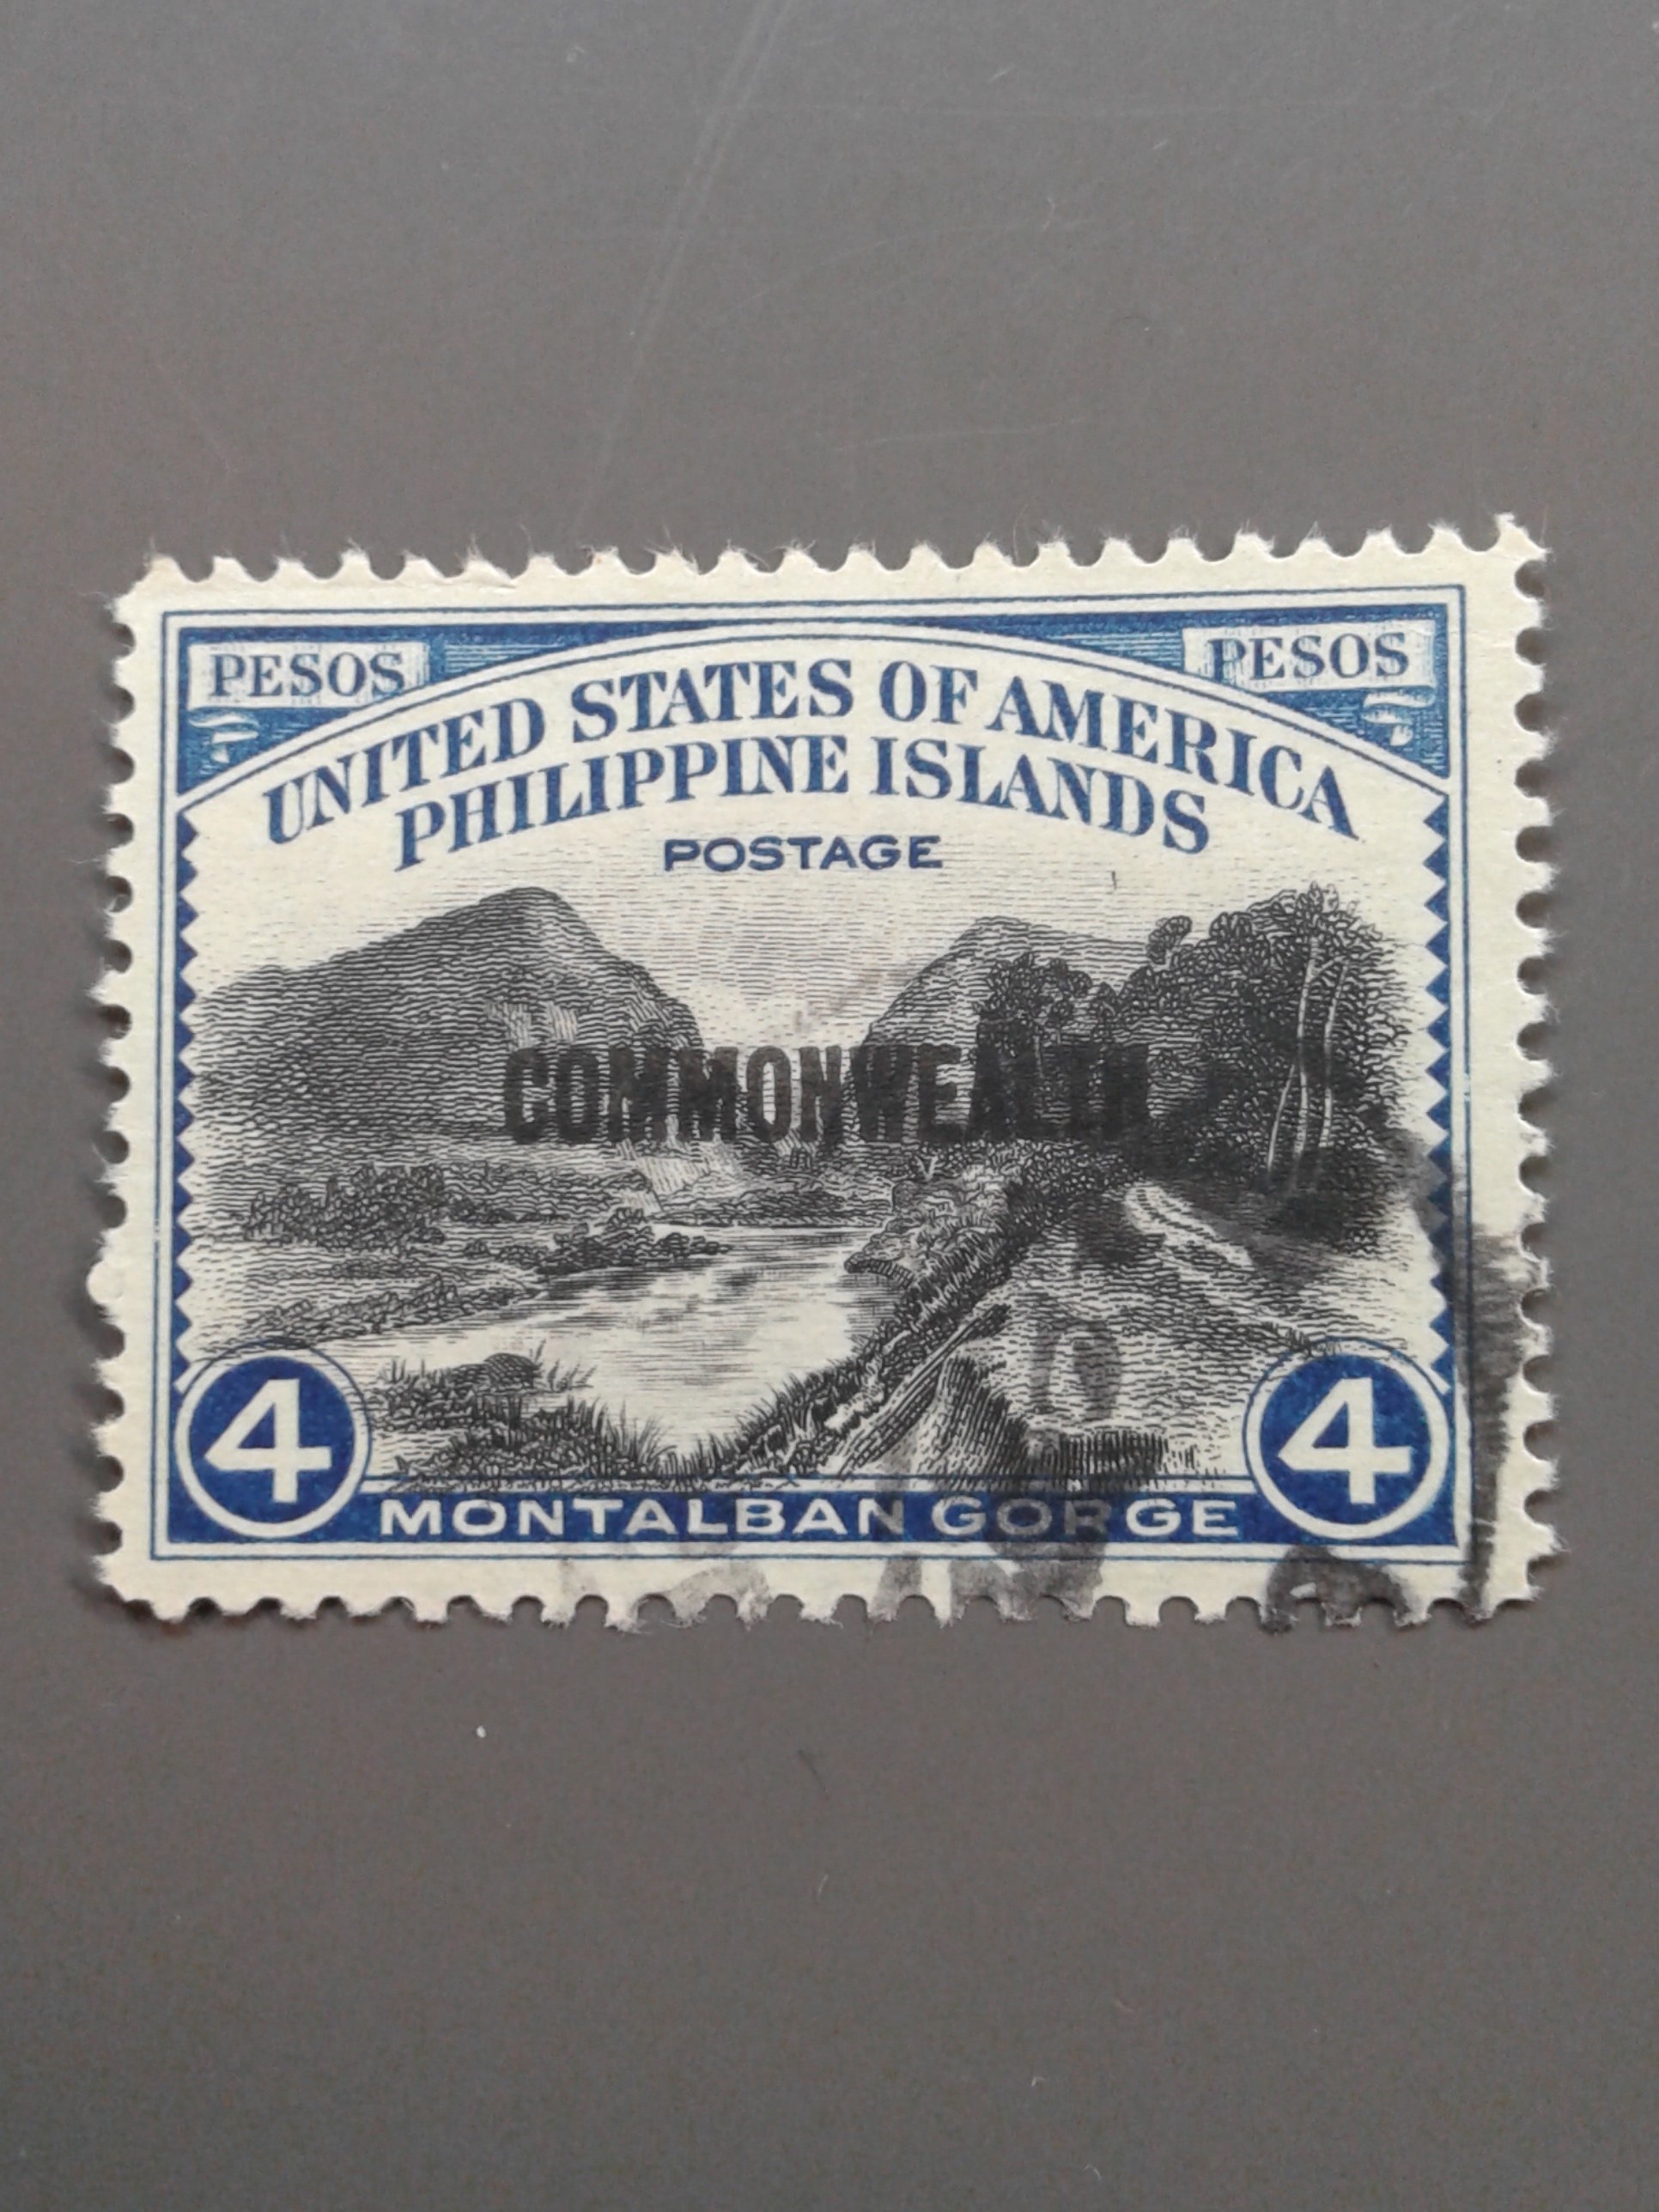 PESOS PESOS
UNITED STATES OF AMERICA
PHILIPPINE ISLANDS
POSTAGE
COMMONWEALTH
4 4
MONTALBAN GORGE